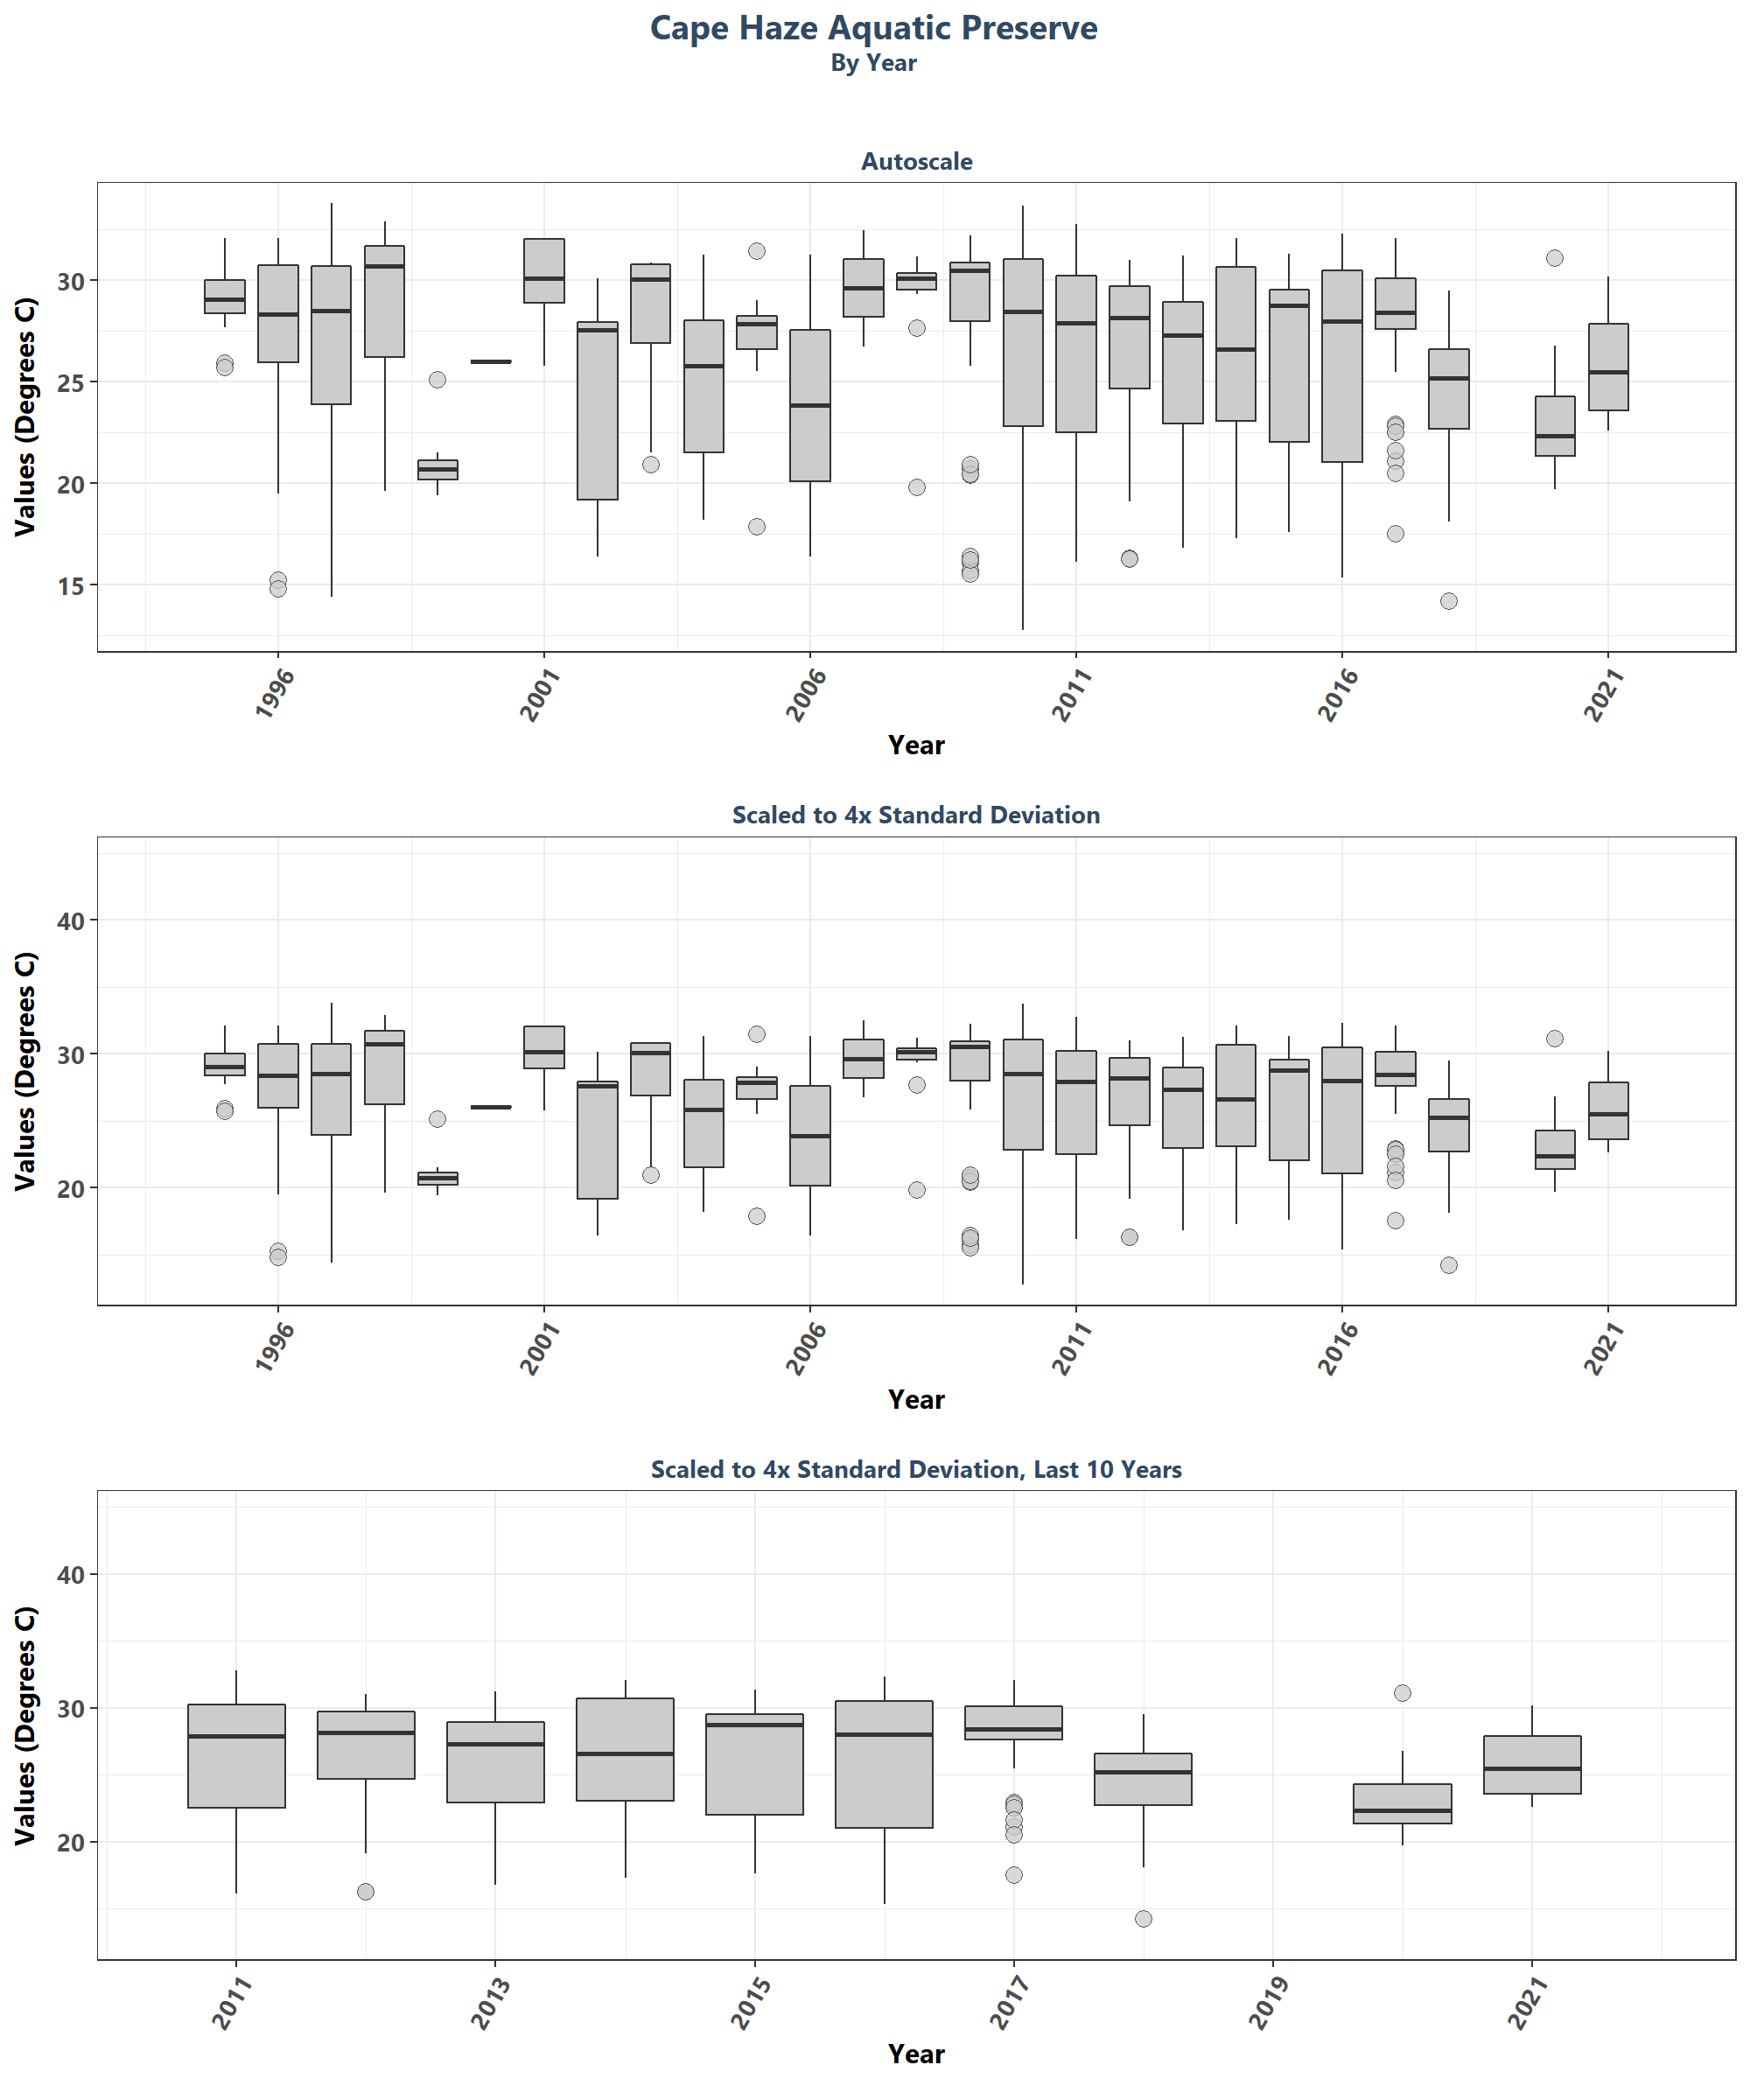 Cape Haze Aquatic Preserve
By Year
Autoscale
Values (Degrees C)
30
25
20
15
1996
2001
2006
2011
2016
2021
Year
Scaled to 4x Standard Deviation
Values (Degrees C)
40
30
20
1996
2001
2006
2011
2016
2021
Year
Scaled to 4x Standard Deviation, Last 10 Years
Values (Degrees C)
40
30
20
2011
2013
2015
2017
2019
2021
Year